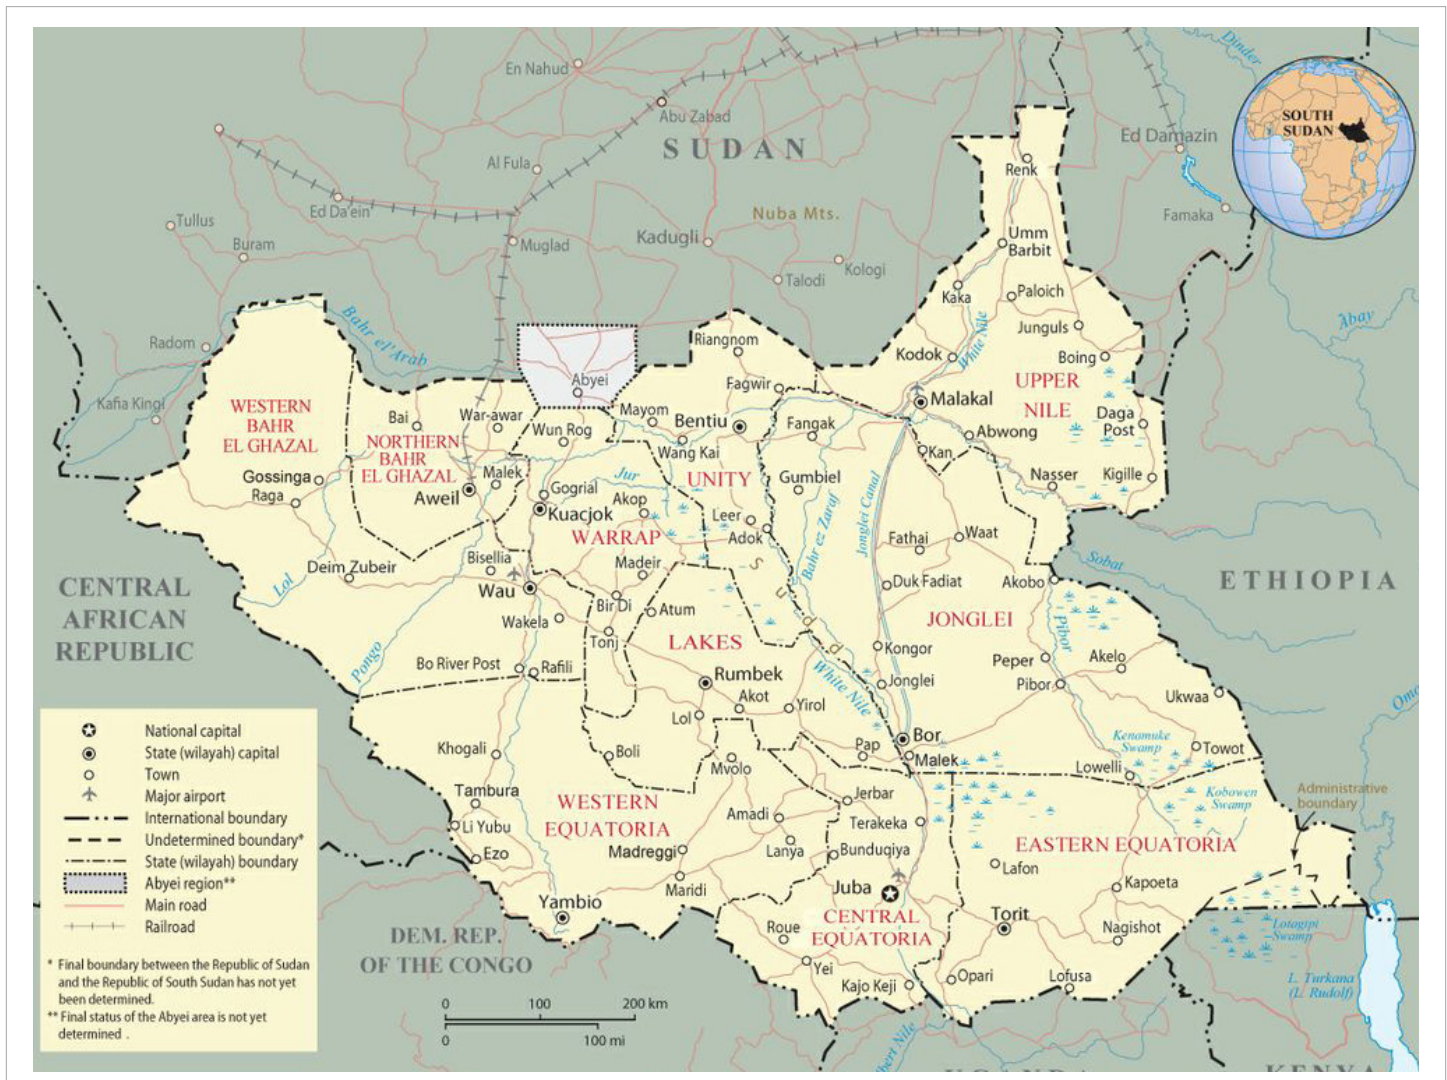 En Nahud
Dinder
Abu Zabad
SUDAN
Ed Damazin
SOUTH
SUDAN
Al Fula
Renk
Ed Da'ein
Nuba Mts.
Famaka
Tullus
Buram
Muglad
Kadugli
Umm
Barbit
Kologi
Talodi
Kaka
Paloich
Abay
Bahr el'Arab
White Nile
Junguls
Radom
Riangnom
Kodok
Boing
Abyei
Fagwir
UPPER
NILE
Kafia Kingi
WESTERN
BAHR
EL GHAZAL
Bai
War-awar
Mayom
Bentiu
Fangak
Malakal
Daga
Post
NORTHERN
BAHR
EL GHAZAL
Wun Rog
Wang Kai
Abwong
Kan
Gossinga
Raga
Malek
Aweil
Jur
UNITY
Gumbiel
Nasser
Kigille
Gogrial
Akop
Kuacjok
Leer
Bahr ez Zaraf
Jonglei Canal
WARRAP
Adok
Fathai
Waat
Bisellia
Madeir
Sudd
Sobat
Deim Zubeir
CENTRAL
AFRICAN
REPUBLIC
Lol
Wau
Duk Fadiat
Akobo
ETHIOPIA
Bir Di
Atum
Wakela
Tonj
LAKES
JONGLEI
Pibor
Kongor
Pongo
Bo River Post
Rafili
Rumbek
White Nile
Peper
Akelo
Jonglei
Pibor
Ukwaa
Omo
Akot
Yirol
Lol
National capital
State (wilayah) capital
Town
Major airport
International boundary
Undetermined boundary*
State (wilayah) boundary
Abyei region**
Main road
Railroad
* Final boundary between the Republic of Sudan
and the Republic of South Sudan has not yet
been determined.
** Final status of the Abyei area is not yet
determined .
Khogali
Boli
Pap
Bor
Malek
Kenamuke
Swamp
Towot
Mvolo
Lowelli
Tambura
WESTERN
EQUATORIA
Jerbar
Kobowen
Swamp
Administrative
boundary
Li Yubu
Amadi
Terakeka
EASTERN EQUATORIA
Ezo
Madreggi
Lanya
Bunduqiya
Lafon
Maridi
Juba
Kapoeta
Yambio
CENTRAL
EQUATORIA
Torit
DEM. REP.
OF THE CONGO
Roue
Nagishot
Lotagipi
Swamp
Yei
Kajo Keji
Opari
Lofusa
L. Turkana
(L. Rudolf)
0 100 200 km
0 100 mi
Albert Nile
UGANDA
KENYA